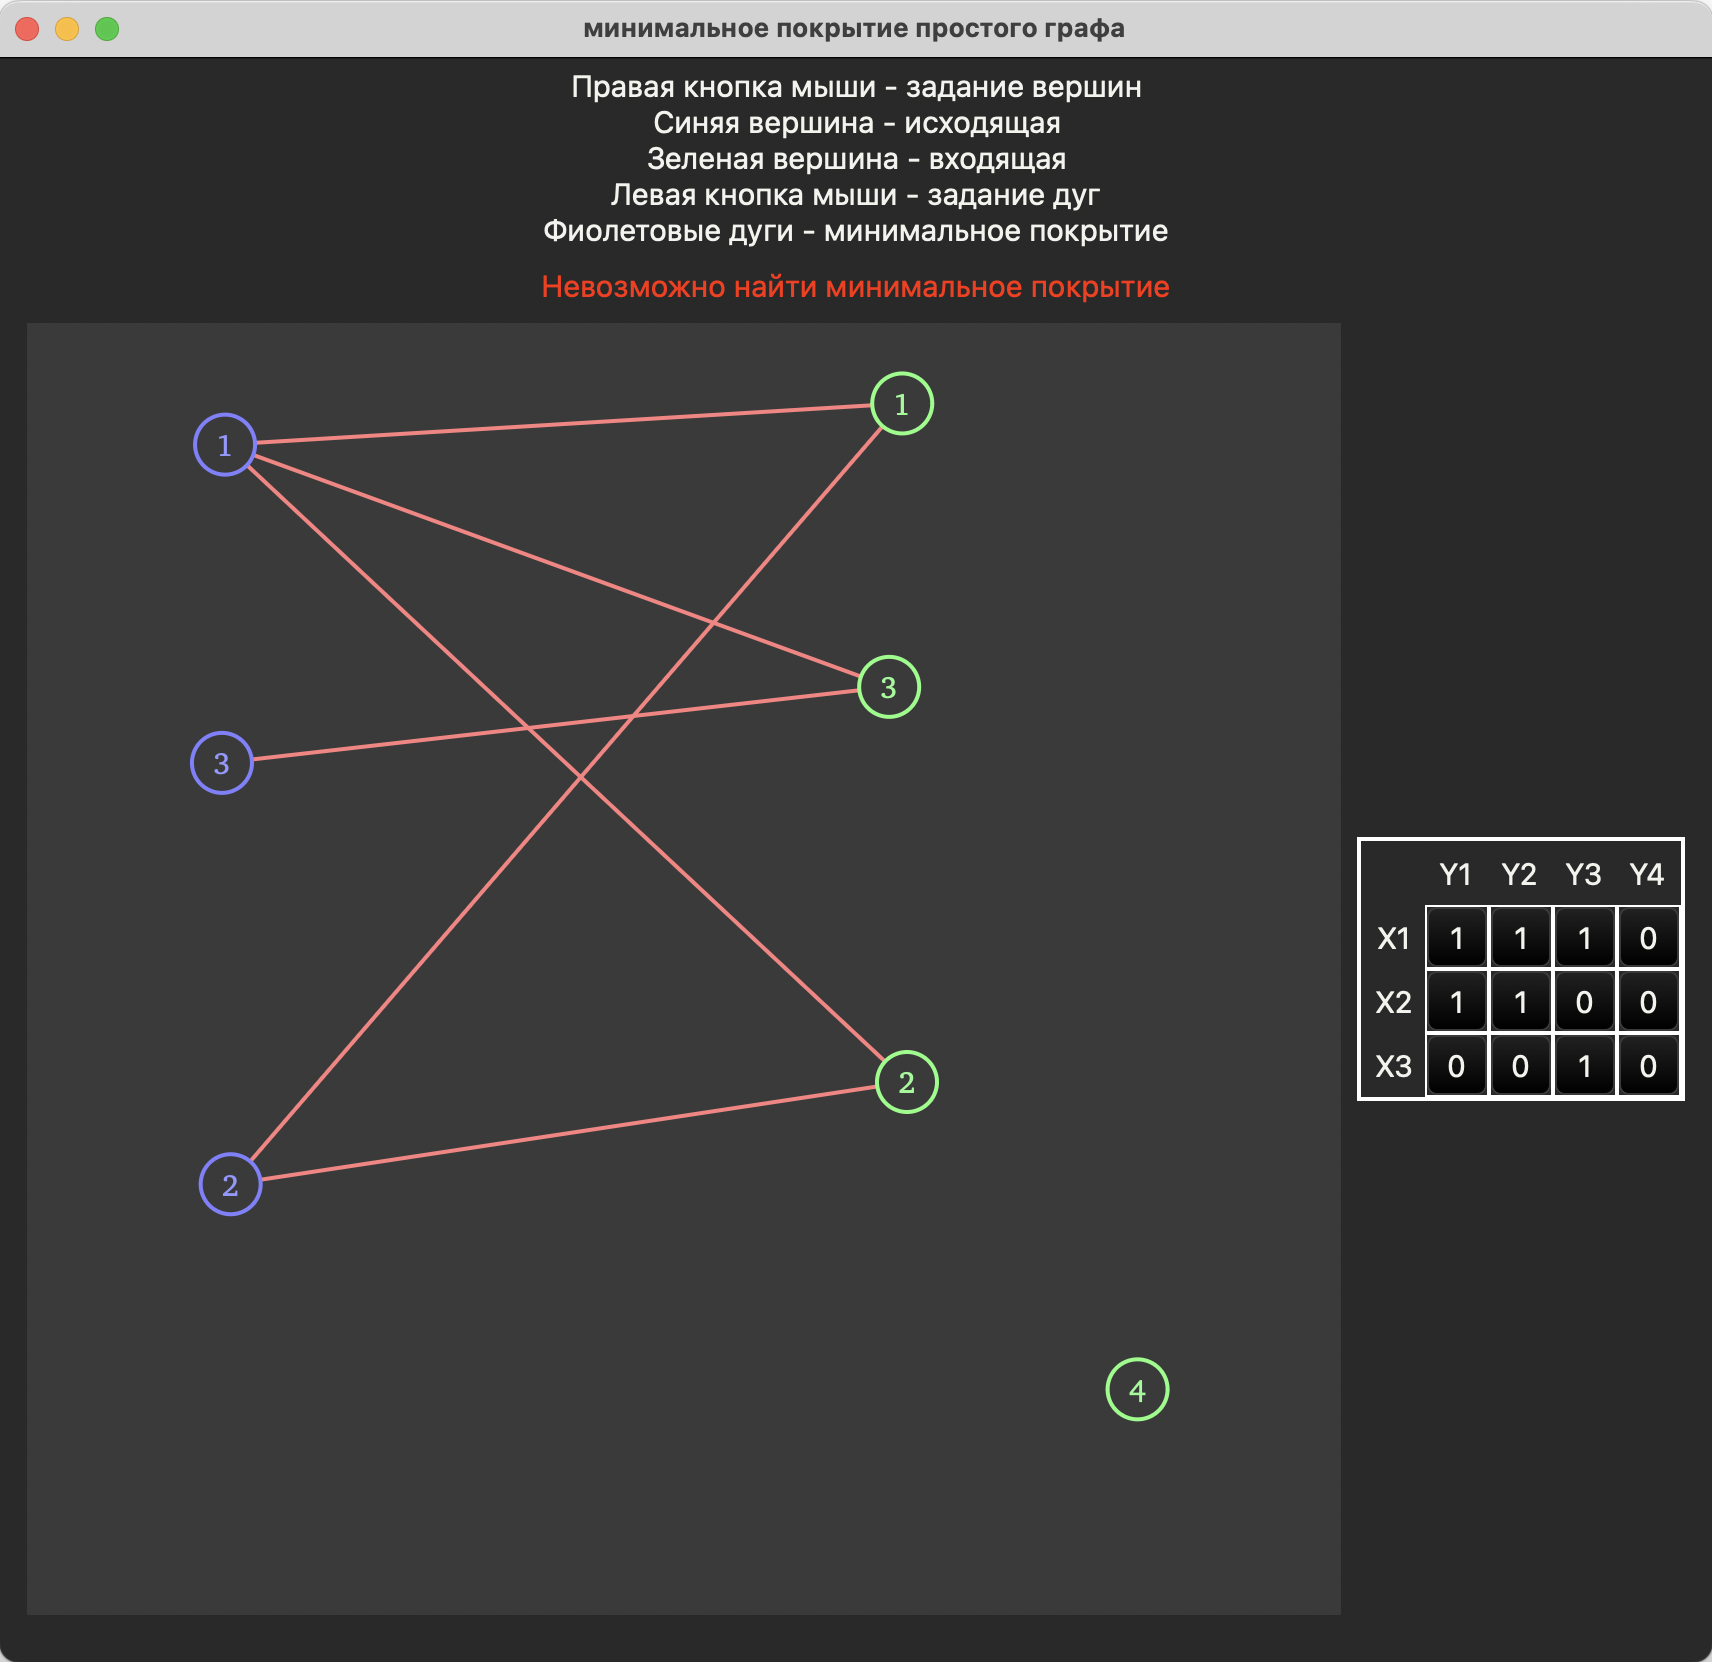 минимальное покрытие простого графа
Правая кнопка мыши - задание вершин
Синяя вершина - исходящая
Зеленая вершина - входящая
Левая кнопка мыши - задание дуг
Фиолетовые дуги - минимальное покрытие
Невозможно найти минимальное покрытие
1
1
3
3
2
2
4
Y1 Y2 Y3 Y4
X1 1 1 1 0
X2 1 1 0 0
X3 0 0 1 0